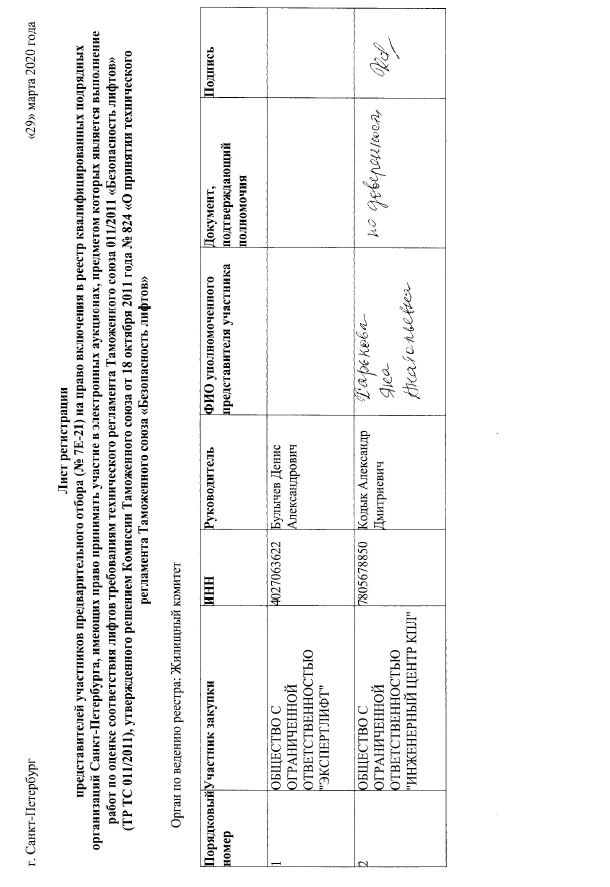 г. Санкт-Петербург «29» марта 2020 года
Лист регистрации
представителей участников предварительного отбора (№ 7Е-21) на право включения в реестр квалифицированных подрядных
организаций Санкт-Петербурга, имеющих право принимать участие в электронных аукционах, предметом которых является выполнение
работ по оценке соответствия лифтов требованиям технического регламента Таможенного союза 011/2011 «Безопасность лифтов»
(ТР ТС 011/2011), утвержденного решением Комиссии Таможенного союза от 18 октября 2011 года № 824 «О принятии технического
регламента Таможенного союза «Безопасность лифтов»
Орган по ведению реестра: Жилищный комитет
Порядковый номер
Участник закупки
ИНН
Руководитель
ФИО уполномоченного
представителя участника
Документ,
подтверждающий
полномочия
Подпись
1
ОБЩЕСТВО С
ОГРАНИЧЕННОЙ
ОТВЕТСТВЕННОСТЬЮ
"ЭКСПЕРТЛИФТ"
4027063622
Булычев Денис
Александрович
2
ОБЩЕСТВО С
ОГРАНИЧЕННОЙ
ОТВЕТСТВЕННОСТЬЮ
"ИНЖЕНЕРНЫЙ ЦЕНТР КПЛ"
7805678850
Кодык Александр
Дмитриевич
Яна
Анатольевна
по доверенности